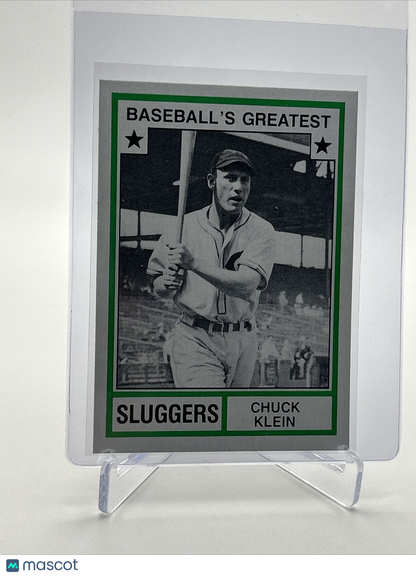 BASEBALL'S GREATEST
SLUGGERS
CHUCK
KLEIN
mascot